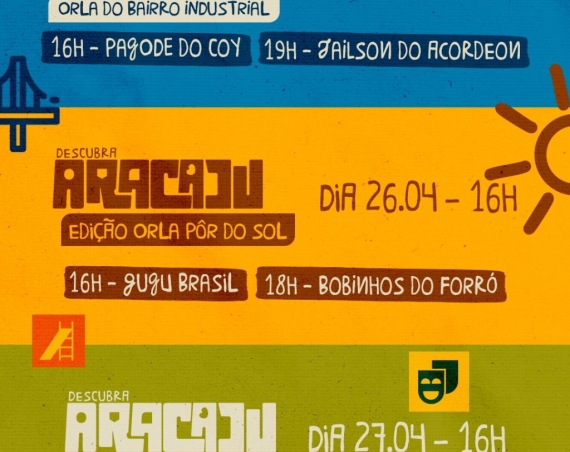 ORLA DO BAIRRO INDUSTRIAL
16H - PAGODE DO COY
19H - JAILSON DO ACORDEON
DESCUBRA
ARACAJU
EDIÇÃO ORLA PÔR DO SOL
DIA 26.04 - 16H
16H - GUGU BRASIL
18H - BOBINHOS DO FORRÓ
DESCUBRA
ARACAJU
DIA 27.04 - 16H